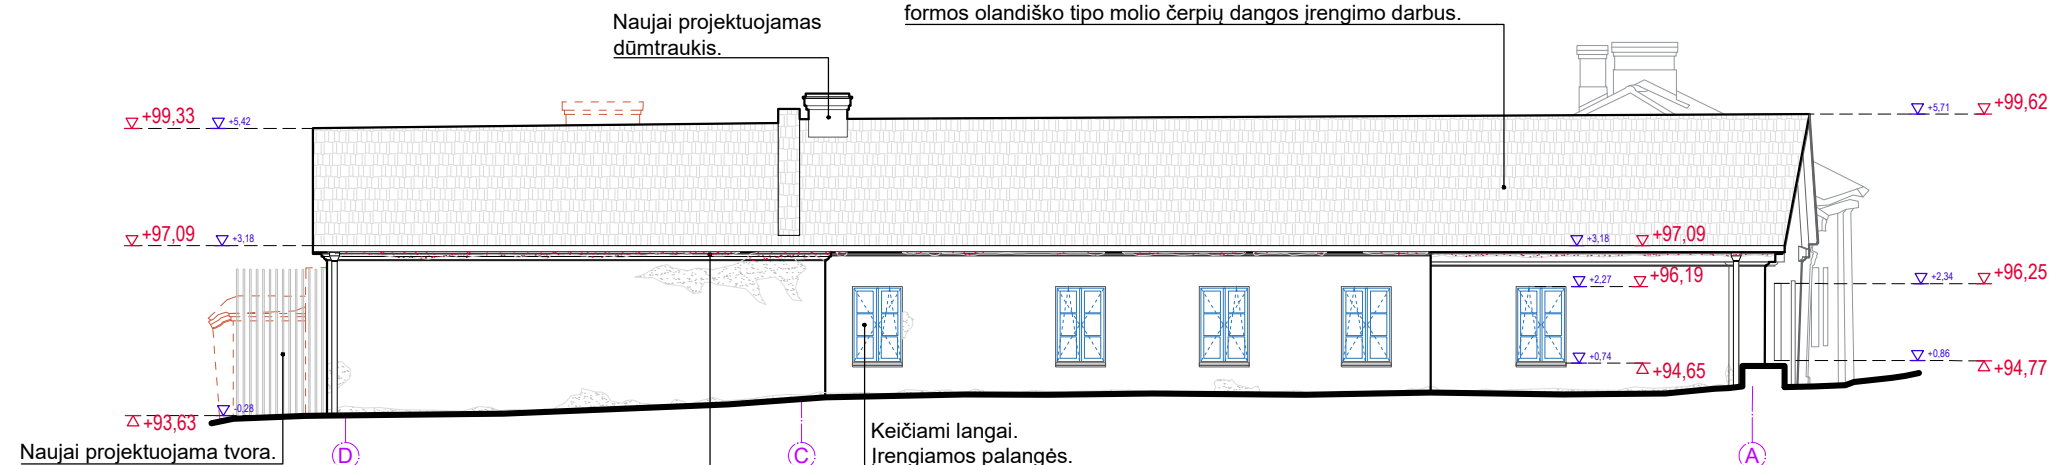 formos olandiško tipo molio čerpių dangos įrengimo darbus.
Naujai projektuojamas
dūmtraukis.
+99,33 +5,42
+5,71 +99,62
+97,09 +3,18
+3,18 +97,09
+2,27 +96,19
+2,34 +96,25
+0,74
+94,65
+0,86
+94,77
-0,28
+93,63
Naujai projektuojama tvora.
D
C
A
Keičiami langai.
Įrengiamos palangės.